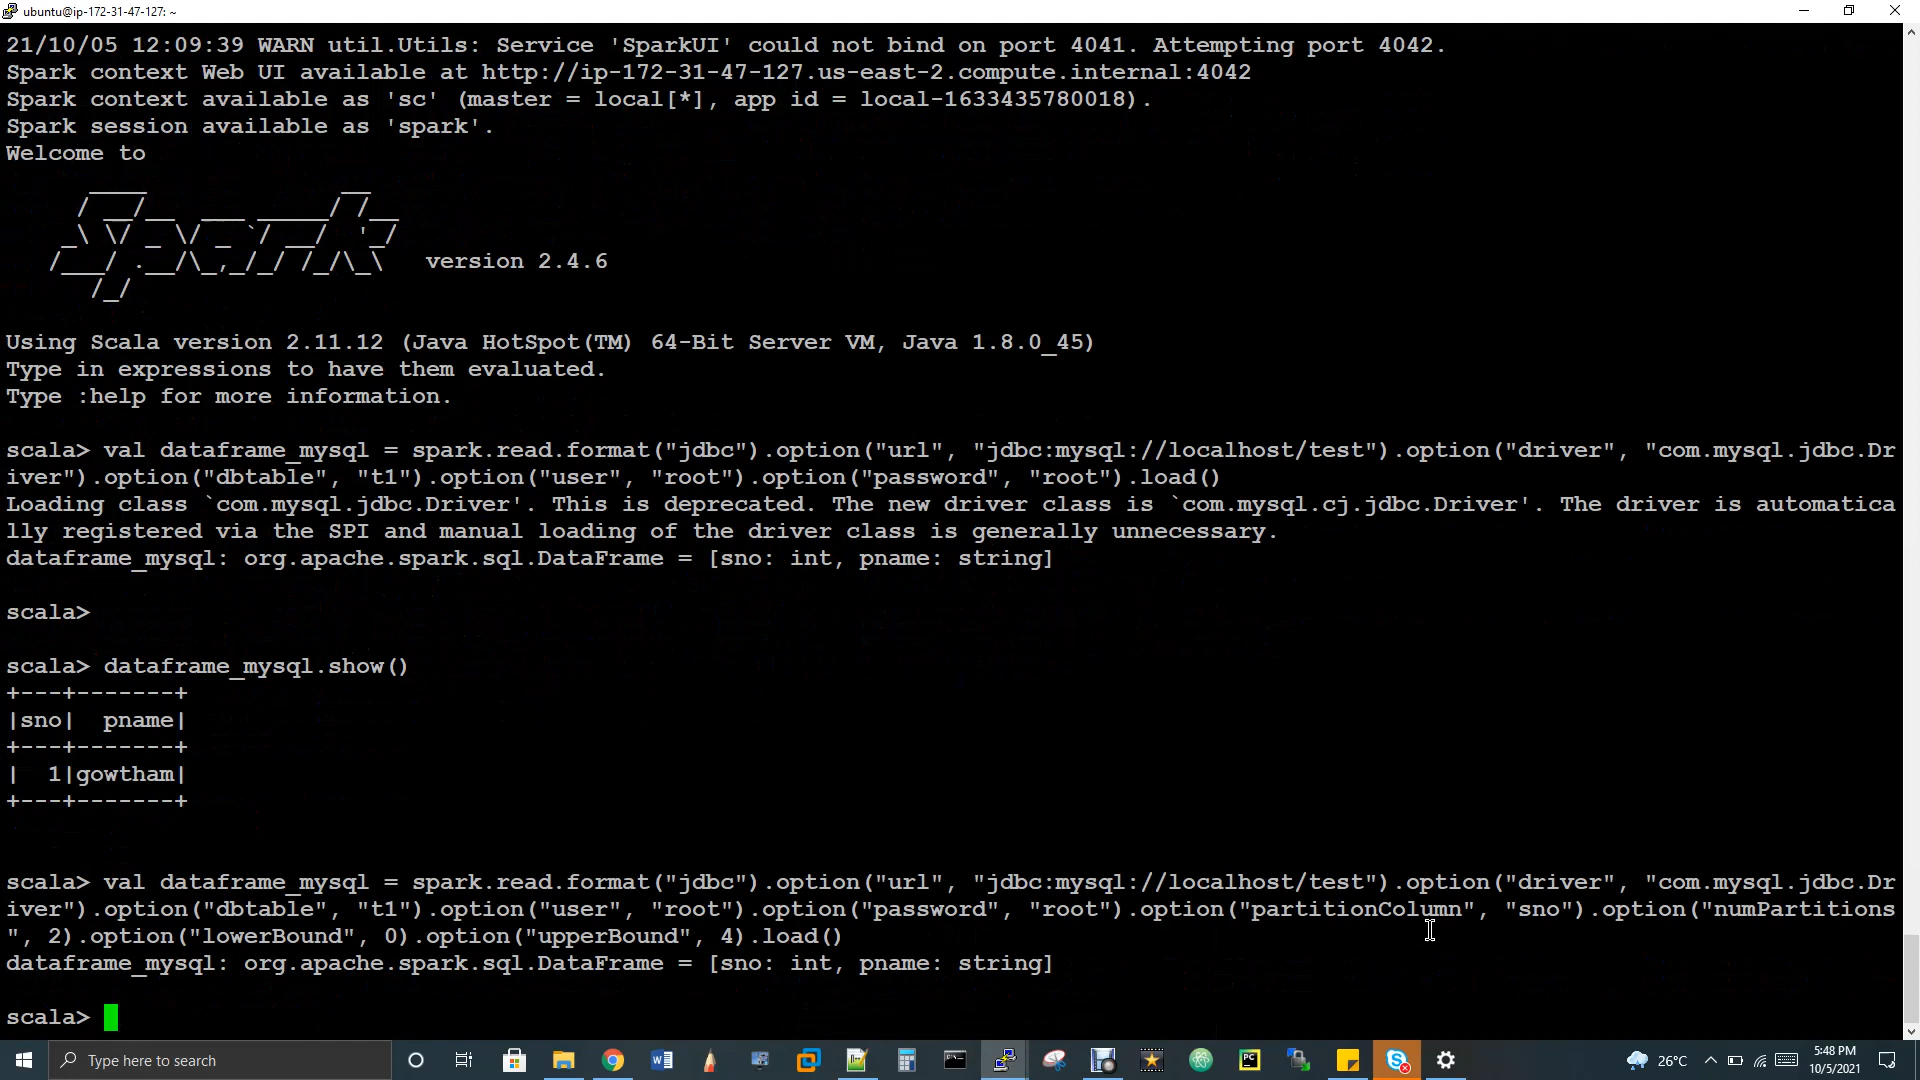 ubuntu@ip-172-31-47-127: ~
21/10/05 12:09:39 WARN util.Utils: Service 'SparkUI' could not bind on port 4041. Attempting port 4042.
Spark context Web UI available at http://ip-172-31-47-127.us-east-2.compute.internal:4042
Spark context available as 'sc' (master = local[*], app id = local-1633435780018).
Spark session available as 'spark'.
Welcome to
Spark version 2.4.6
Using Scala version 2.11.12 (Java HotSpot(TM) 64-Bit Server VM, Java 1.8.0_45)
Type in expressions to have them evaluated.
Type :help for more information.
scala> val dataframe_mysql = spark.read.format("jdbc").option("url", "jdbc:mysql://localhost/test").option("driver", "com.mysql.jdbc.Dr
iver").option("dbtable", "t1").option("user", "root").option("password", "root").load()
Loading class `com.mysql.jdbc.Driver'. This is deprecated. The new driver class is `com.mysql.cj.jdbc.Driver'. The driver is automatica
lly registered via the SPI and manual loading of the driver class is generally unnecessary.
dataframe_mysql: org.apache.spark.sql.DataFrame = [sno: int, pname: string]
scala>
scala> dataframe_mysql.show()
+---+-------+
|sno|  pname|
+---+-------+
|  1|gowtham|
+---+-------+
scala> val dataframe_mysql = spark.read.format("jdbc").option("url", "jdbc:mysql://localhost/test").option("driver", "com.mysql.jdbc.Dr
iver").option("dbtable", "t1").option("user", "root").option("password", "root").option("partitionColumn", "sno").option("numPartitions
", 2).option("lowerBound", 0).option("upperBound", 4).load()
dataframe_mysql: org.apache.spark.sql.DataFrame = [sno: int, pname: string]
scala>
Type here to search
26°C
5:48 PM
10/5/2021